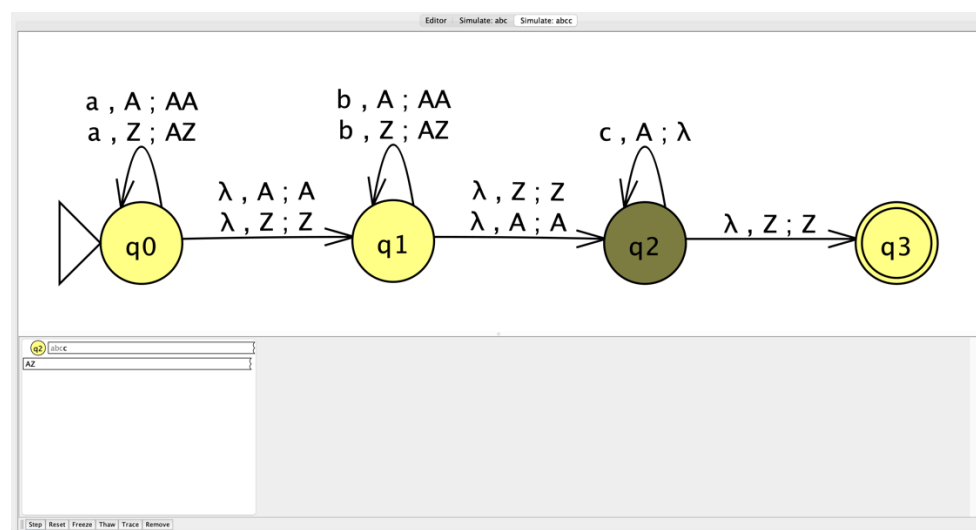 Editor Simulate: abc Simulate: abcc
a , A ; AA
a , Z ; AZ
b , A ; AA
b , Z ; AZ
c , A ; λ
λ , A ; A
λ , Z ; Z
λ , Z ; Z
λ , A ; A
λ , Z ; Z
q0
q1
q2
q3
q2 abcc
AZ
Step Reset Freeze Thaw Trace Remove